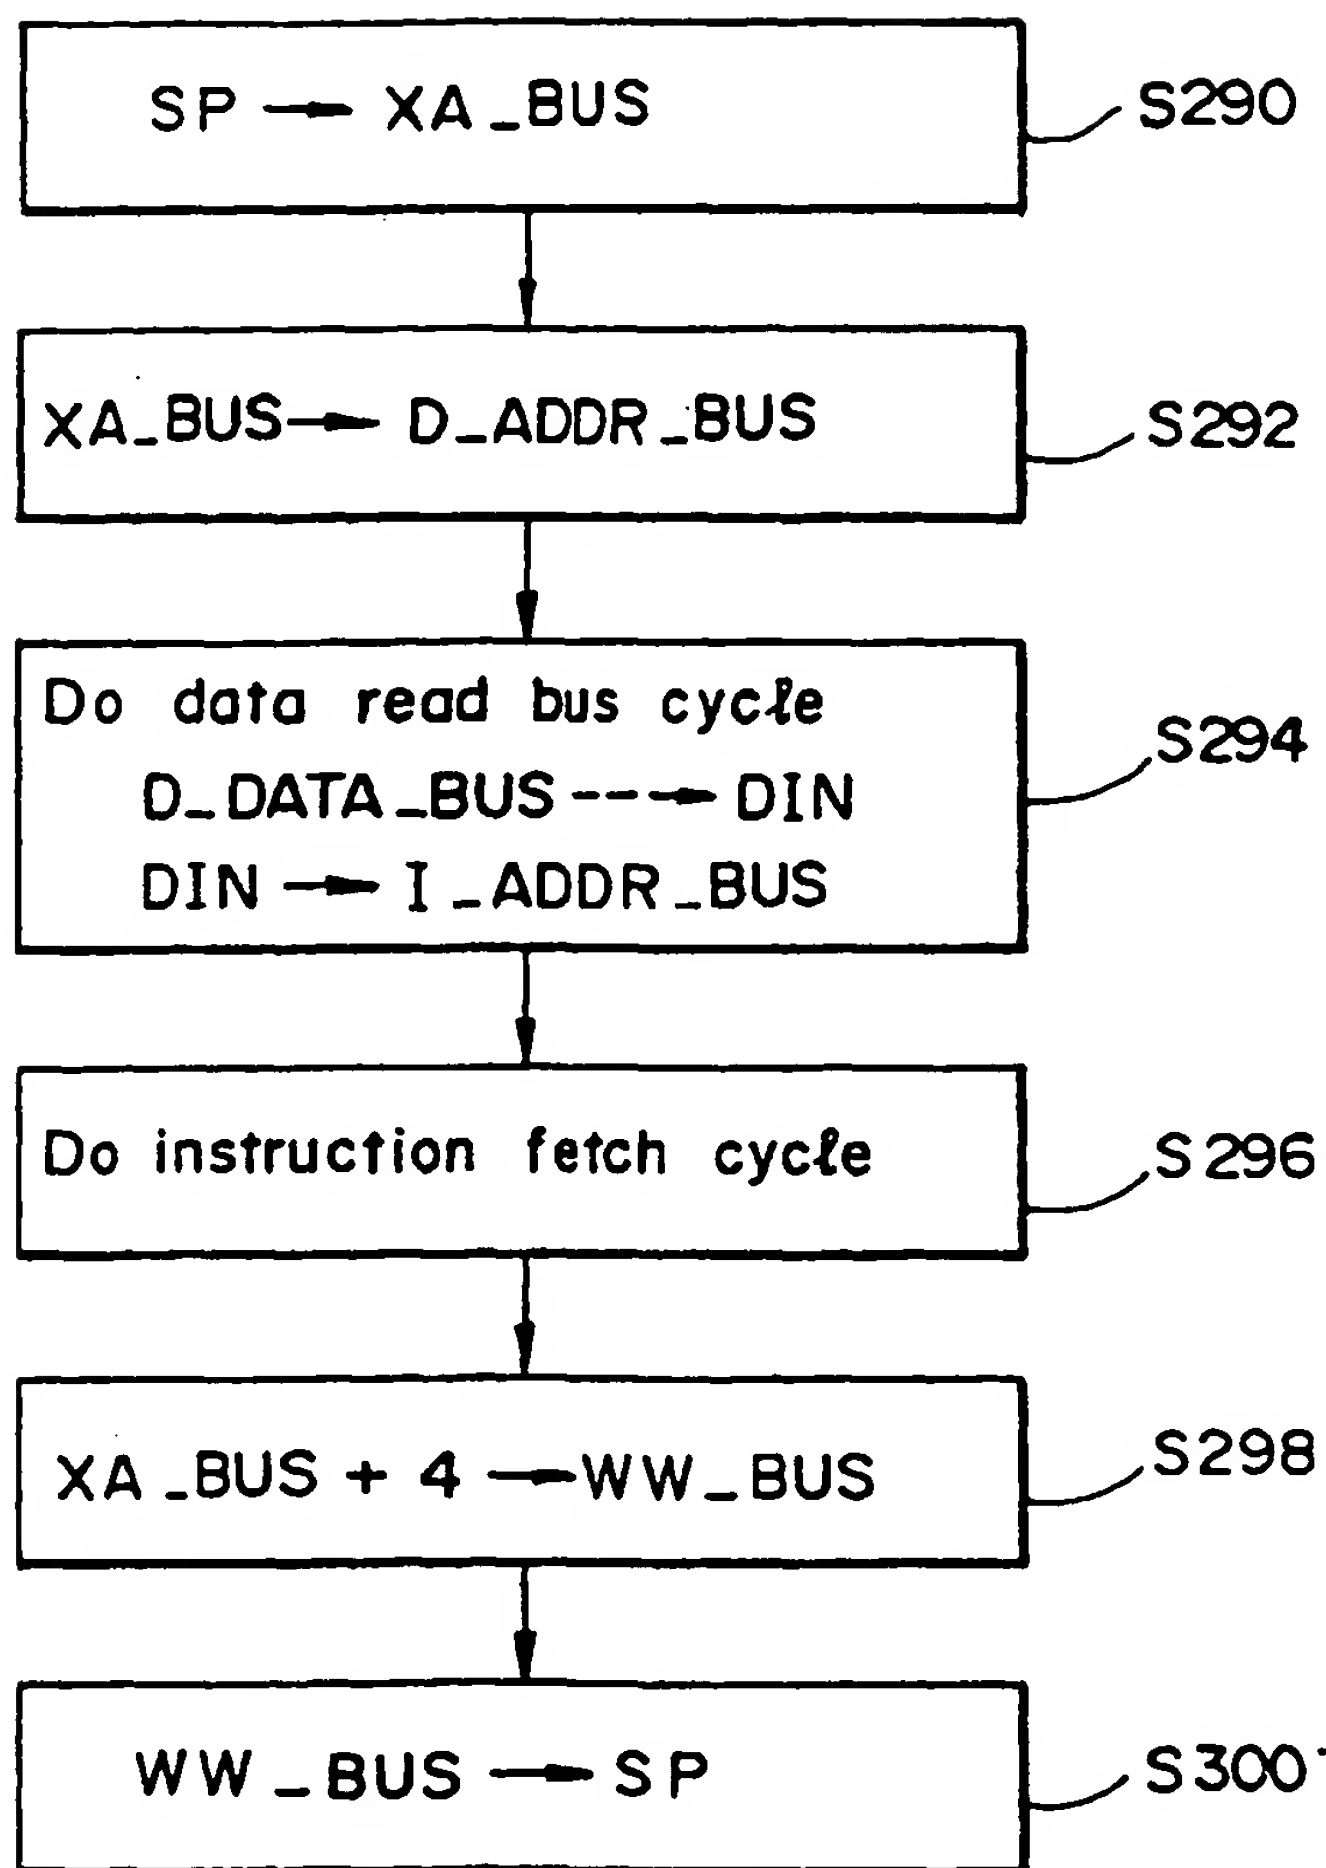 SP → XA_BUS
S290
XA_BUS → D_ADDR_BUS
S292
Do data read bus cycle
D_DATA_BUS ---→ DIN
DIN → I_ADDR_BUS
S294
Do instruction fetch cycle
S296
XA_BUS + 4 → WW_BUS
S298
WW_BUS → SP
S300